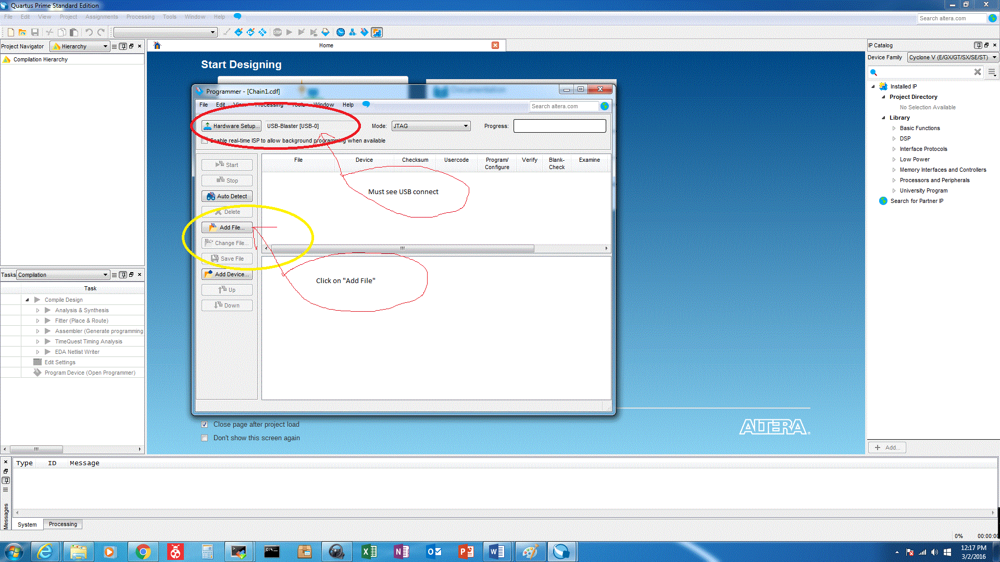 Quartus Prime Standard Edition
File Edit View Project Assignments Processing Tools Window Help
Search altera.com
Project Navigator Hierarchy
Compilation Hierarchy
Home
Start Designing
Programmer - [Chain1.cdf]
File Edit View Processing Tools Window Help
Search altera.com
Hardware Setup... USB-Blaster [USB-0] Mode: JTAG Progress:
Enable real-time ISP to allow background programming when available
Start
Stop
Auto Detect
Delete
Add File...
Change File...
Save File
Add Device...
Up
Down
File Device Checksum Usercode Program/ Verify Blank- Examine
Configure Check
Must see USB connect
Click on "Add File"
Close page after project load
Don't show this screen again
ALTERA
IP Catalog
Device Family Cyclone V (E/GX/GT/SX/SE/ST)
Installed IP
Project Directory
No Selection Available
Library
Basic Functions
DSP
Interface Protocols
Low Power
Memory Interfaces and Controllers
Processors and Peripherals
University Program
Search for Partner IP
Add...
Tasks Compilation
Task
Compile Design
Analysis & Synthesis
Fitter (Place & Route)
Assembler (Generate programming
TimeQuest Timing Analysis
EDA Netlist Writer
Edit Settings
Program Device (Open Programmer)
Type ID Message
Messages
System Processing
0% 00:00:00
12:17 PM
3/2/2016